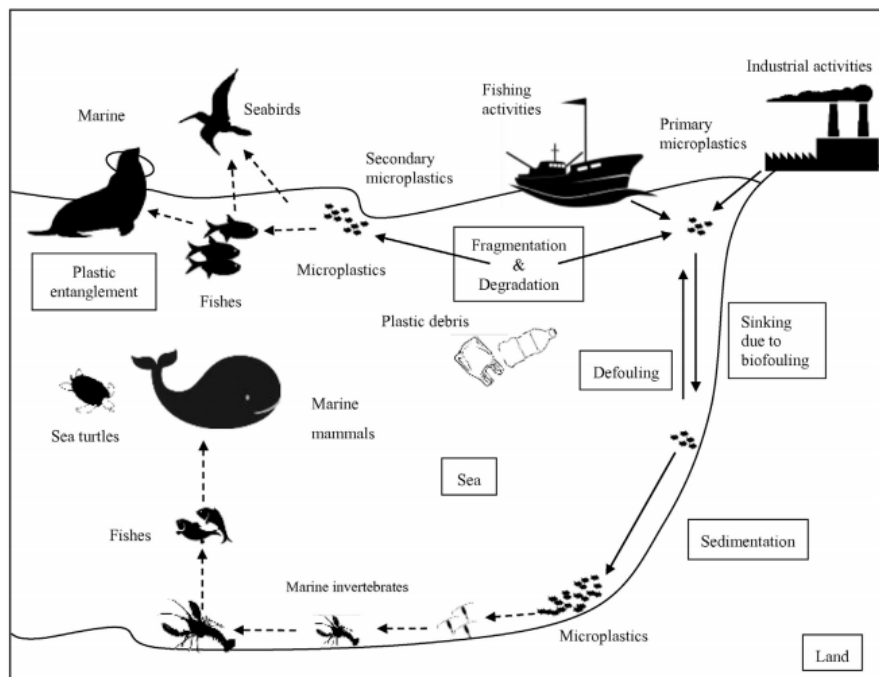 Industrial activities
Fishing
activities
Marine
Seabirds
Primary
microplastics
Secondary
microplastics
Fragmentation
&
Degradation
Plastic
entanglement
Fishes
Microplastics
Plastic debris
Sinking
due to
biofouling
Defouling
Sea turtles
Marine
mammals
Sea
Fishes
Sedimentation
Marine invertebrates
Microplastics
Land